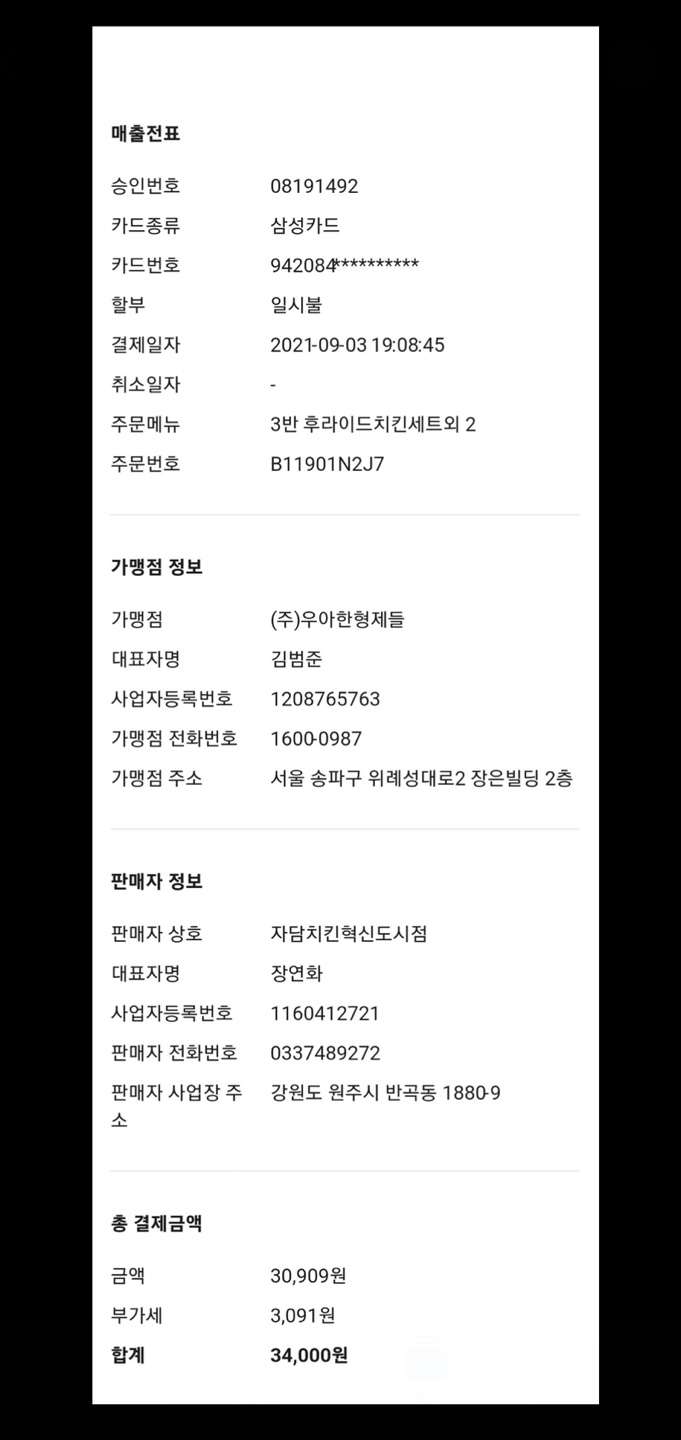 매출전표
승인번호 08191492
카드종류 삼성카드
카드번호 942084**********
할부 일시불
결제일자 2021-09-03 19:08:45
취소일자 -
주문메뉴 3반 후라이드치킨세트외 2
주문번호 B11901N2J7
가맹점 정보
가맹점 (주)우아한형제들
대표자명 김범준
사업자등록번호 1208765763
가맹점 전화번호 1600-0987
가맹점 주소 서울 송파구 위례성대로2 장은빌딩 2층
판매자 정보
판매자 상호 자담치킨혁신도시점
대표자명 장연화
사업자등록번호 1160412721
판매자 전화번호 0337489272
판매자 사업장 주 강원도 원주시 반곡동 1880-9
소
총 결제금액
금액 30,909원
부가세 3,091원
합계 34,000원